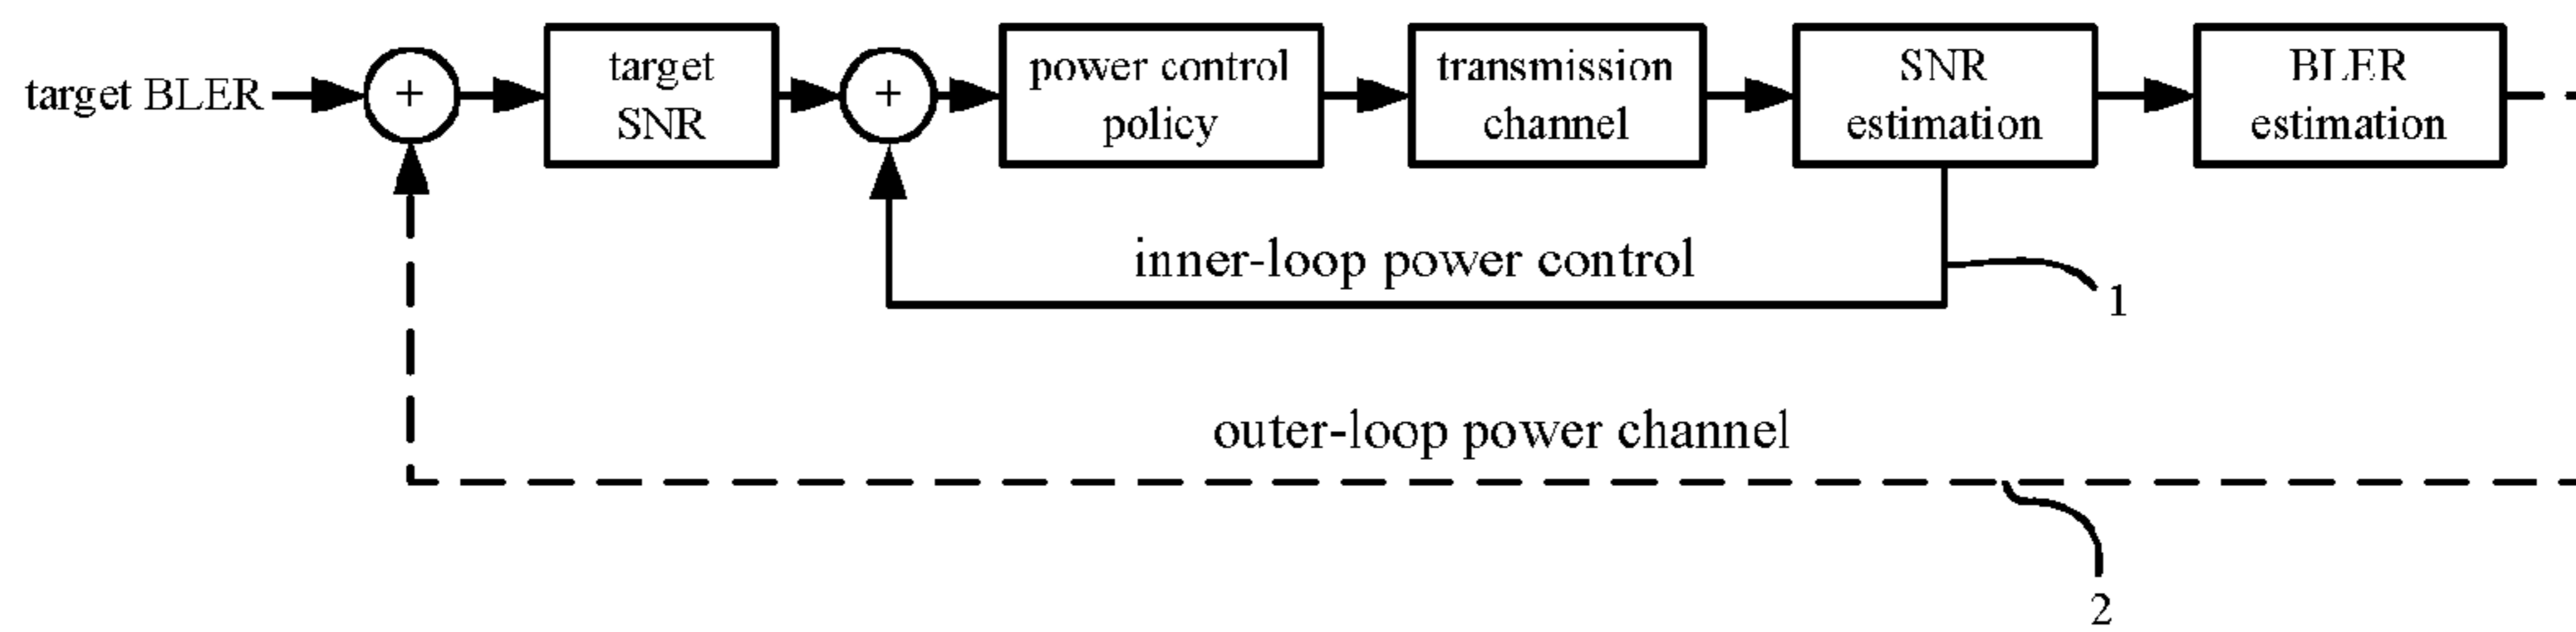 target BLER
+
target
SNR
+
power control
policy
transmission
channel
SNR
estimation
BLER
estimation
inner-loop power control
1
outer-loop power channel
2